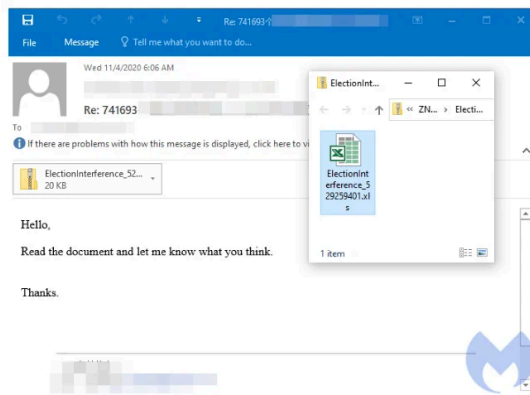 Re: 741693
File
Message
Tell me what you want to do...
Wed 11/4/2020 6:06 AM
Re: 741693
To
If there are problems with how this message is displayed, click here to vi
ElectionInterference_52...
20 KB
Hello,
Read the document and let me know what you think.
Thanks.
ElectionInt...
« ZN... › Electi...
ElectionInt
erference_5
29259401.xl
s
1 item